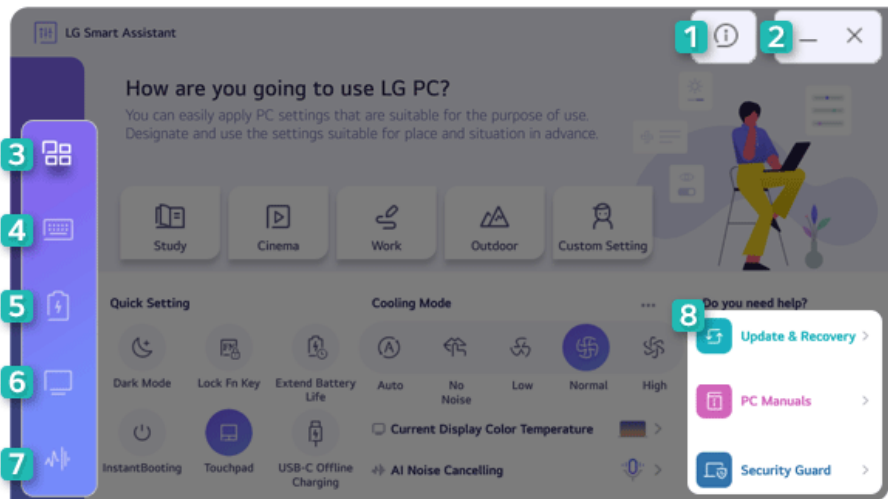 LG Smart Assistant
1
2
How are you going to use LG PC?
You can easily apply PC settings that are suitable for the purpose of use.
Designate and use the settings suitable for place and situation in advance.
3
4
5
6
7
Study
Cinema
Work
Outdoor
Custom Setting
Quick Setting
Dark Mode
Lock Fn Key
Extend Battery
Life
InstantBooting
Touchpad
USB-C Offline
Charging
Cooling Mode
Auto
No
Noise
Low
Normal
High
Current Display Color Temperature
AI Noise Cancelling
Do you need help?
8
Update & Recovery
PC Manuals
Security Guard